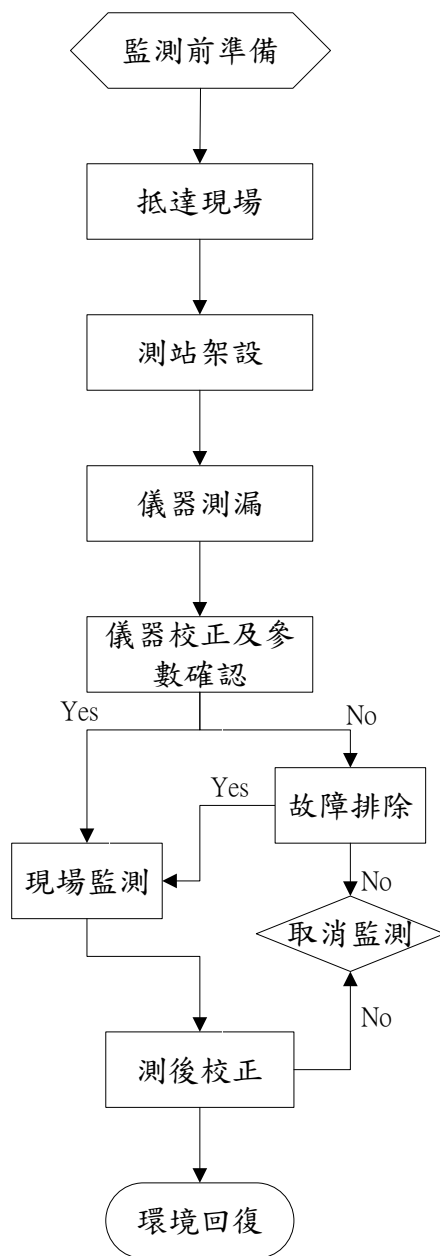 監測前準備
抵達現場
測站架設
儀器測漏
儀器校正及參
數確認
Yes
No
故障排除
Yes
現場監測
No
取消監測
No
測後校正
環境回復